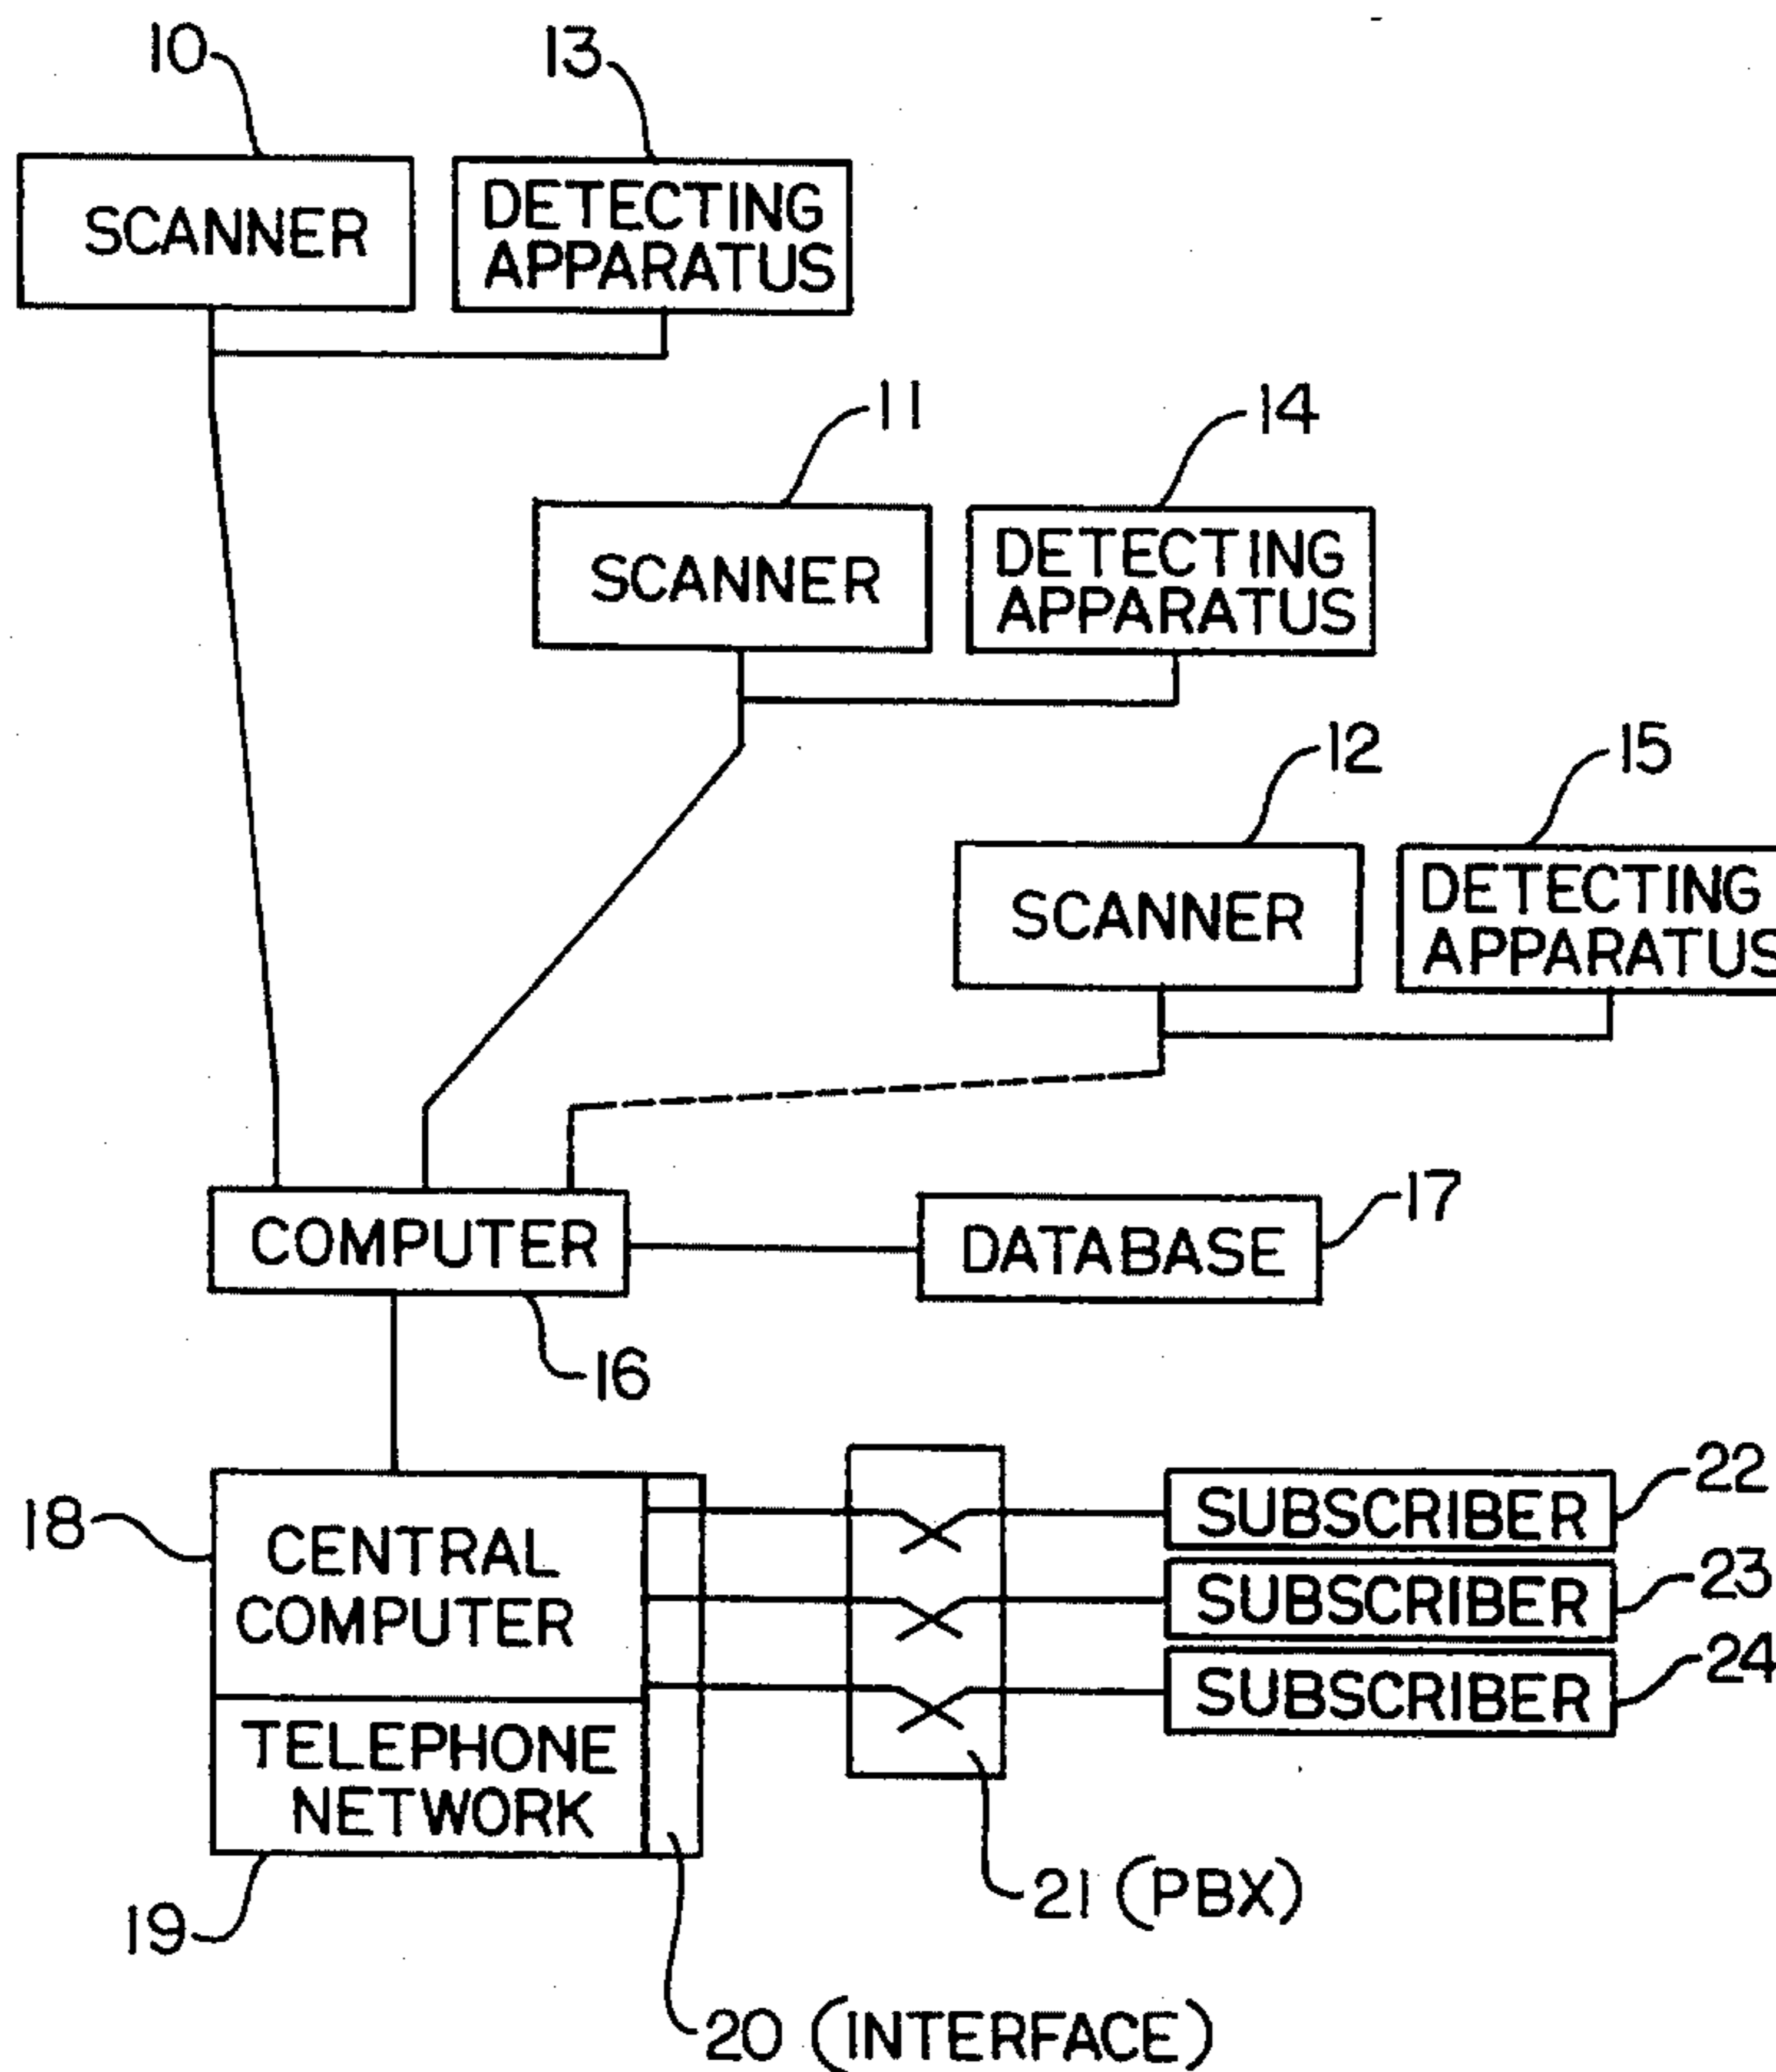 10
13
SCANNER
DETECTING
APPARATUS
11
14
SCANNER
DETECTING
APPARATUS
12
15
SCANNER
DETECTING
APPARATUS
17
COMPUTER
DATABASE
16
18
CENTRAL
COMPUTER
TELEPHONE
NETWORK
19
SUBSCRIBER
22
SUBSCRIBER
23
SUBSCRIBER
24
21 (PBX)
20 (INTERFACE)